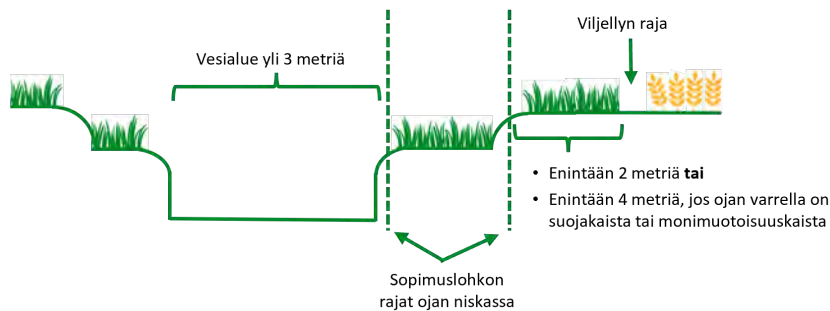 Viljellyn raja
Vesialue yli 3 metriä
• Enintään 2 metriä tai
• Enintään 4 metriä, jos ojan varrella on
suojakaista tai monimuotoisuuskaista
Sopimuslohkon
rajat ojan niskassa